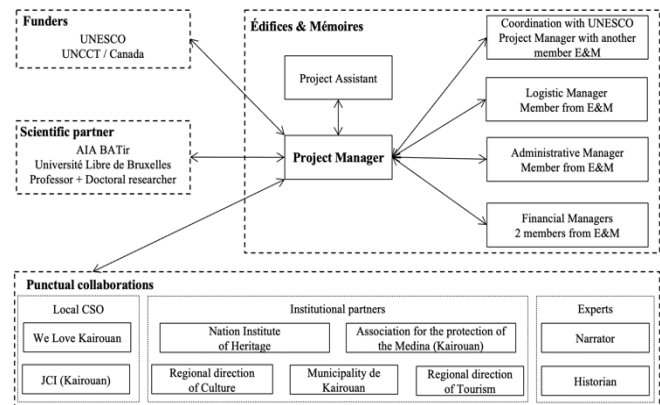 Funders
UNESCO
UNCCT / Canada
Scientific partner
AIA BATir
Université Libre de Bruxelles
Professor + Doctoral researcher
Édifices & Mémoires
Project Assistant
Project Manager
Coordination with UNESCO
Project Manager with another
member E&M
Logistic Manager
Member from E&M
Administrative Manager
Member from E&M
Financial Managers
2 members from E&M
Punctual collaborations
Local CSO
We Love Kairouan
JCI (Kairouan)
Institutional partners
Nation Institute
of Heritage
Association for the protection of
the Medina (Kairouan)
Regional direction
of Culture
Municipality de
Kairouan
Regional direction
of Tourism
Experts
Narrator
Historian